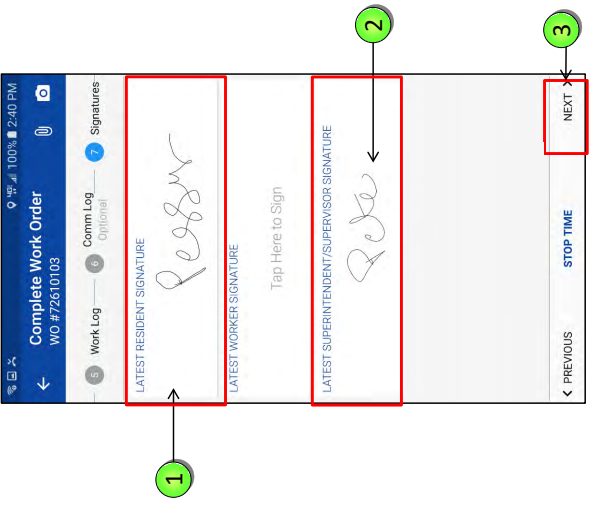 4G 100% 2:40 PM
Complete Work Order
WO #72610103
5 Work Log
6 Comm Log
Optional
7 Signatures
LATEST RESIDENT SIGNATURE
LATEST WORKER SIGNATURE
Tap Here to Sign
LATEST SUPERINTENDENT/SUPERVISOR SIGNATURE
PREVIOUS
STOP TIME
NEXT
1
2
3